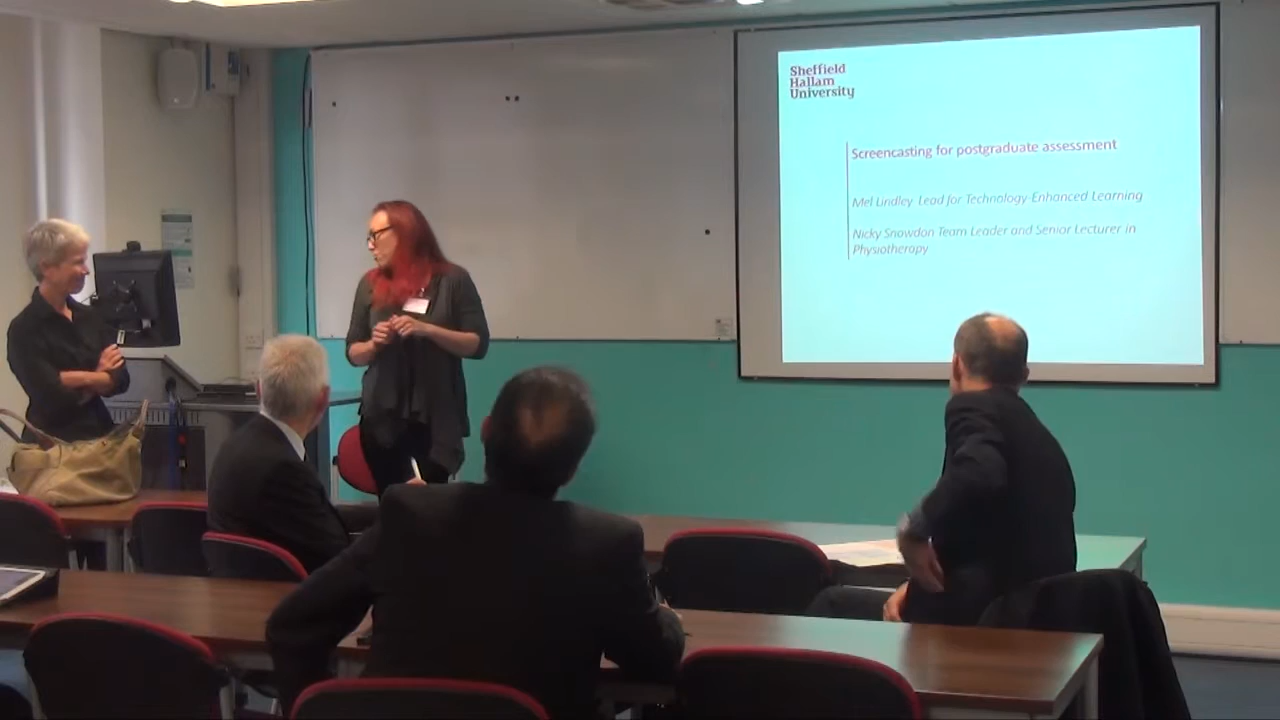 Sheffield
Hallam
University
Screencasting for postgraduate assessment
Mel Lindley Lead for Technology Enhanced Learning
Nicky Snowdon Team Leader and Senior Lecturer in
Physiotherapy